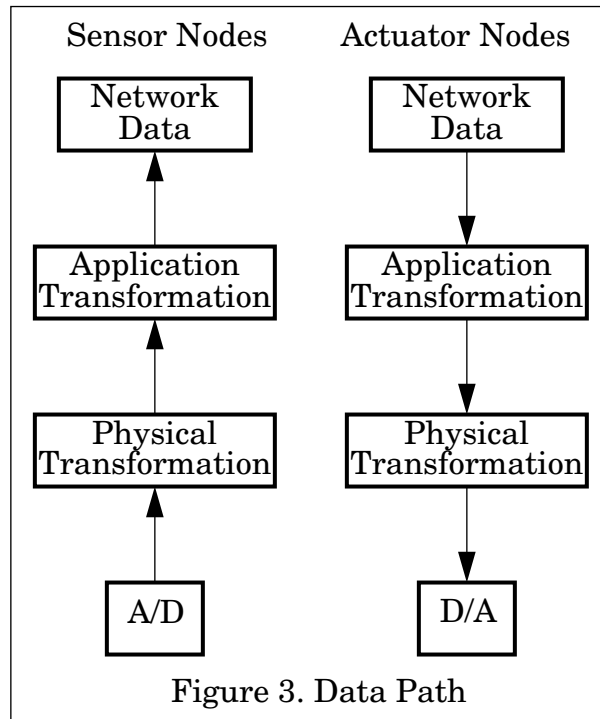 Sensor Nodes
Network
Data
Application
Transformation
Physical
Transformation
A/D
Actuator Nodes
Network
Data
Application
Transformation
Physical
Transformation
D/A
Figure 3. Data Path